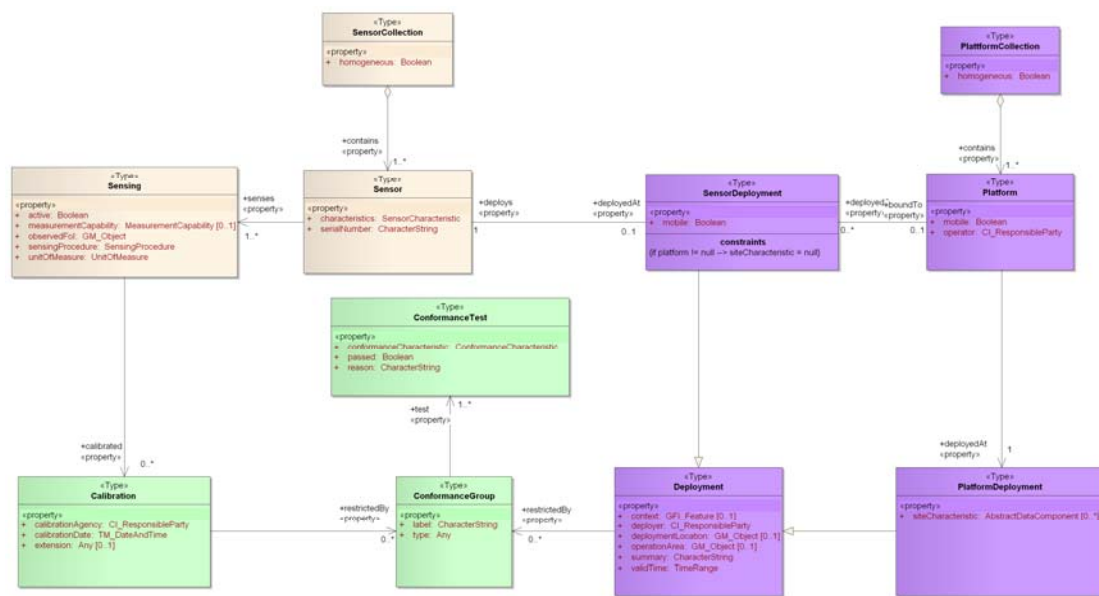 «Type»
SensorCollection
«property»
+ homogeneous: Boolean
«Type»
PlattformCollection
«property»
+ homogeneous: Boolean
+contains
«property»
1..*
+contains
«property»
1..*
«Type»
Sensing
«property»
+ active: Boolean
+ measurementCapability: MeasurementCapability [0..1]
+ observedFoI: GM_Object
+ sensingProcedure: SensingProcedure
+ unitOfMeasure: UnitOfMeasure
+senses
«property»
1..*
«Type»
Sensor
«property»
+ characteristics: SensorCharacteristic
+ serialNumber: CharacterString
+deploys
«property»
1
+deployedAt
«property»
0..1
«Type»
SensorDeployment
«property»
+ mobile: Boolean
constraints
{if platform != null --> siteCharacteristic = null}
«property»
0..*
+boundTo
«property»
0..1
«Type»
Platform
«property»
+ mobile: Boolean
+ operator: CI_ResponsibleParty
«Type»
ConformanceTest
«property»
+ conformanceCharacteristic: ConformanceCharacteristic
+ passed: Boolean
+ reason: CharacterString
+test
«property»
1..*
+calibrated
«property»
0..*
+deployedAt
«property»
1
«Type»
Calibration
«property»
+ calibrationAgency: CI_ResponsibleParty
+ calibrationDate: TM_DateAndTime
+ extension: Any [0..1]
+restrictedBy
«property»
0..*
«Type»
ConformanceGroup
«property»
+ label: CharacterString
+ type: Any
+restrictedBy
«property»
0..*
«Type»
Deployment
«property»
+ context: GFI_Feature [0..1]
+ deployer: CI_ResponsibleParty
+ deploymentLocation: GM_Object [0..1]
+ operationArea: GM_Object [0..1]
+ summary: CharacterString
+ validTime: TimeRange
«Type»
PlatformDeployment
«property»
+ siteCharacteristic: AbstractDataComponent [0..*]